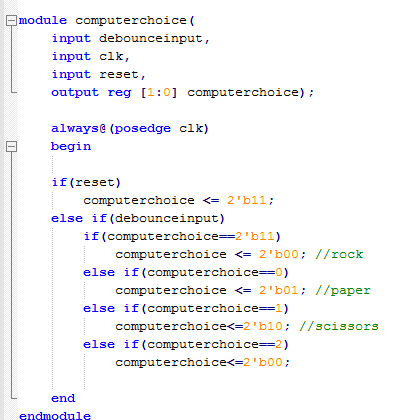 module computerchoice(
input debounceinput,
input clk,
input reset,
output reg [1:0] computerchoice);
always@(posedge clk)
begin
if(reset)
computerchoice <= 2'b11;
else if(debounceinput)
if(computerchoice==2'b11)
computerchoice <= 2'b00; //rock
else if(computerchoice==0)
computerchoice <= 2'b01; //paper
else if(computerchoice==1)
computerchoice<=2'b10; //scissors
else if(computerchoice==2)
computerchoice<=2'b00;
end
endmodule